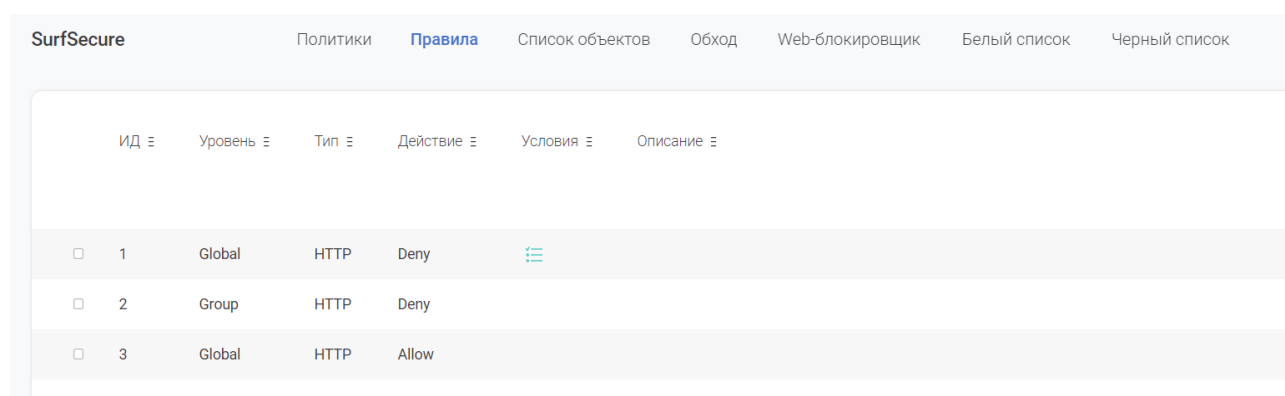 SurfSecure Политики Правила Список объектов Обход Web-блокировщик Белый список Черный список
ИД Уровень Тип Действие Условия Описание
1 Global HTTP Deny
2 Group HTTP Deny
3 Global HTTP Allow